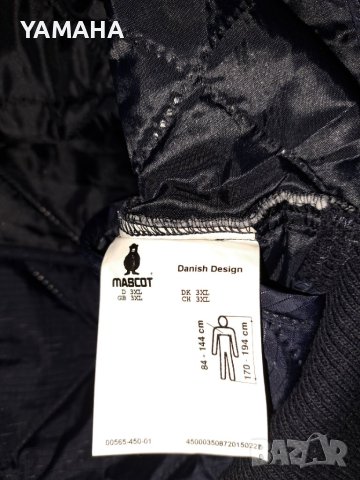 YAMAHA
MASCOT
Danish Design
D 3XL DK 3XL
GB 3XL CH 3XL
84 - 144 cm
170 - 194 cm
00565-450-01
BAZAR